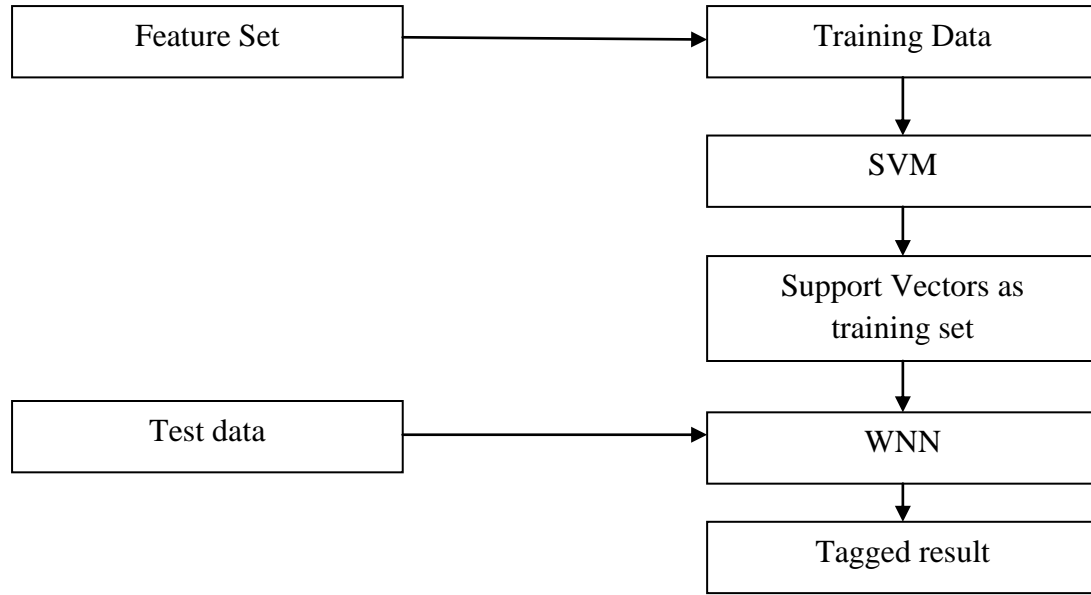 Feature Set
Training Data
SVM
Support Vectors as
training set
Test data
WNN
Tagged result